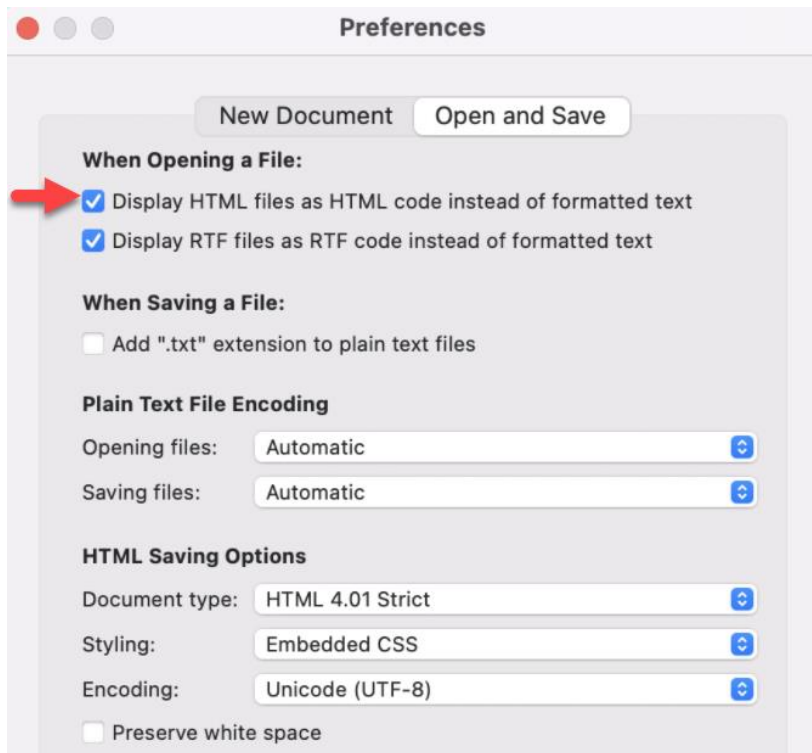 Preferences
New Document Open and Save
When Opening a File:
Display HTML files as HTML code instead of formatted text
Display RTF files as RTF code instead of formatted text
When Saving a File:
Add ".txt" extension to plain text files
Plain Text File Encoding
Opening files: Automatic
Saving files: Automatic
HTML Saving Options
Document type: HTML 4.01 Strict
Styling: Embedded CSS
Encoding: Unicode (UTF-8)
Preserve white space